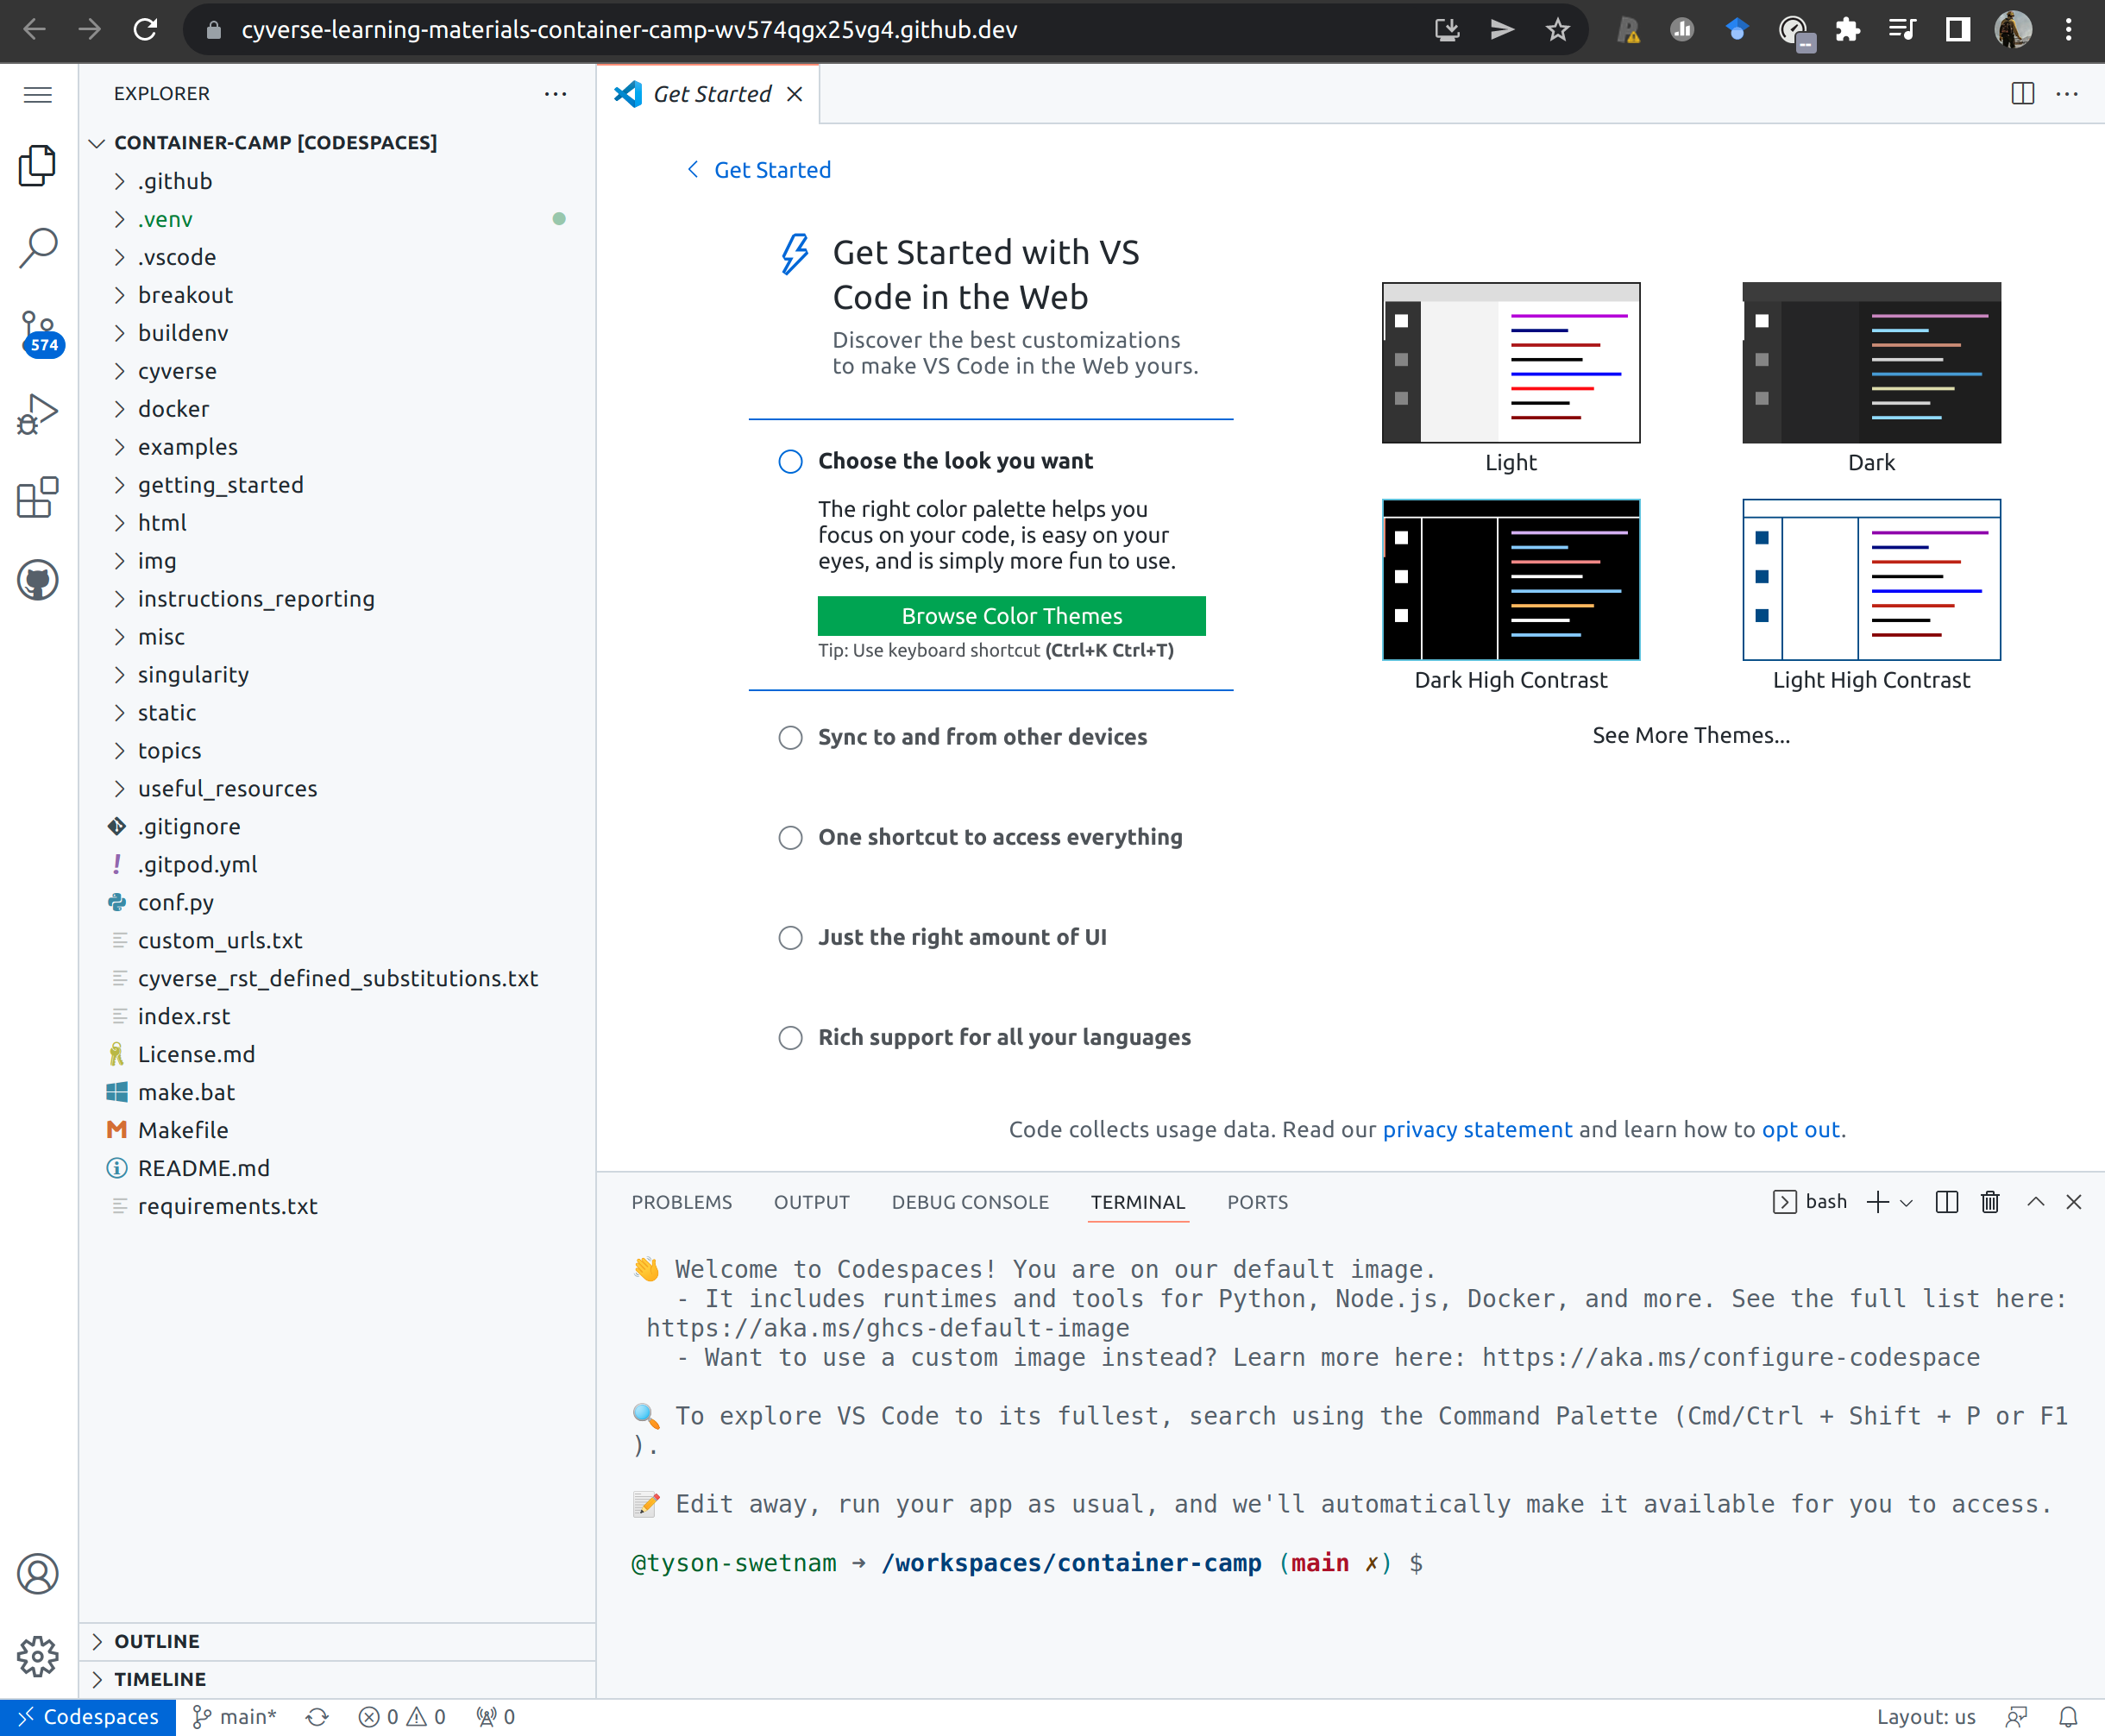 cyverse-learning-materials-container-camp-wv574qgx25vg4.github.dev
EXPLORER
CONTAINER-CAMP [CODESPACES]
.github
.venv
.vscode
breakout
buildenv
cyverse
docker
examples
getting_started
html
img
instructions_reporting
misc
singularity
static
topics
useful_resources
.gitignore
.gitpod.yml
conf.py
custom_urls.txt
cyverse_rst_defined_substitutions.txt
index.rst
License.md
make.bat
Makefile
README.md
requirements.txt
OUTLINE
TIMELINE
574
Get Started
Get Started
Get Started with VS
Code in the Web
Discover the best customizations
to make VS Code in the Web yours.
Choose the look you want
The right color palette helps you
focus on your code, is easy on your
eyes, and is simply more fun to use.
Browse Color Themes
Tip: Use keyboard shortcut (Ctrl+K Ctrl+T)
Sync to and from other devices
One shortcut to access everything
Just the right amount of UI
Rich support for all your languages
Light
Dark
Dark High Contrast
Light High Contrast
See More Themes...
Code collects usage data. Read our privacy statement and learn how to opt out.
PROBLEMS OUTPUT DEBUG CONSOLE TERMINAL PORTS
bash
👋 Welcome to Codespaces! You are on our default image.
- It includes runtimes and tools for Python, Node.js, Docker, and more. See the full list here:
https://aka.ms/ghcs-default-image
- Want to use a custom image instead? Learn more here: https://aka.ms/configure-codespace
🔍 To explore VS Code to its fullest, search using the Command Palette (Cmd/Ctrl + Shift + P or F1
).
📝 Edit away, run your app as usual, and we'll automatically make it available for you to access.
@tyson-swetnam ➜ /workspaces/container-camp (main ✗) $
Codespaces main* 0 0 0
Layout: us